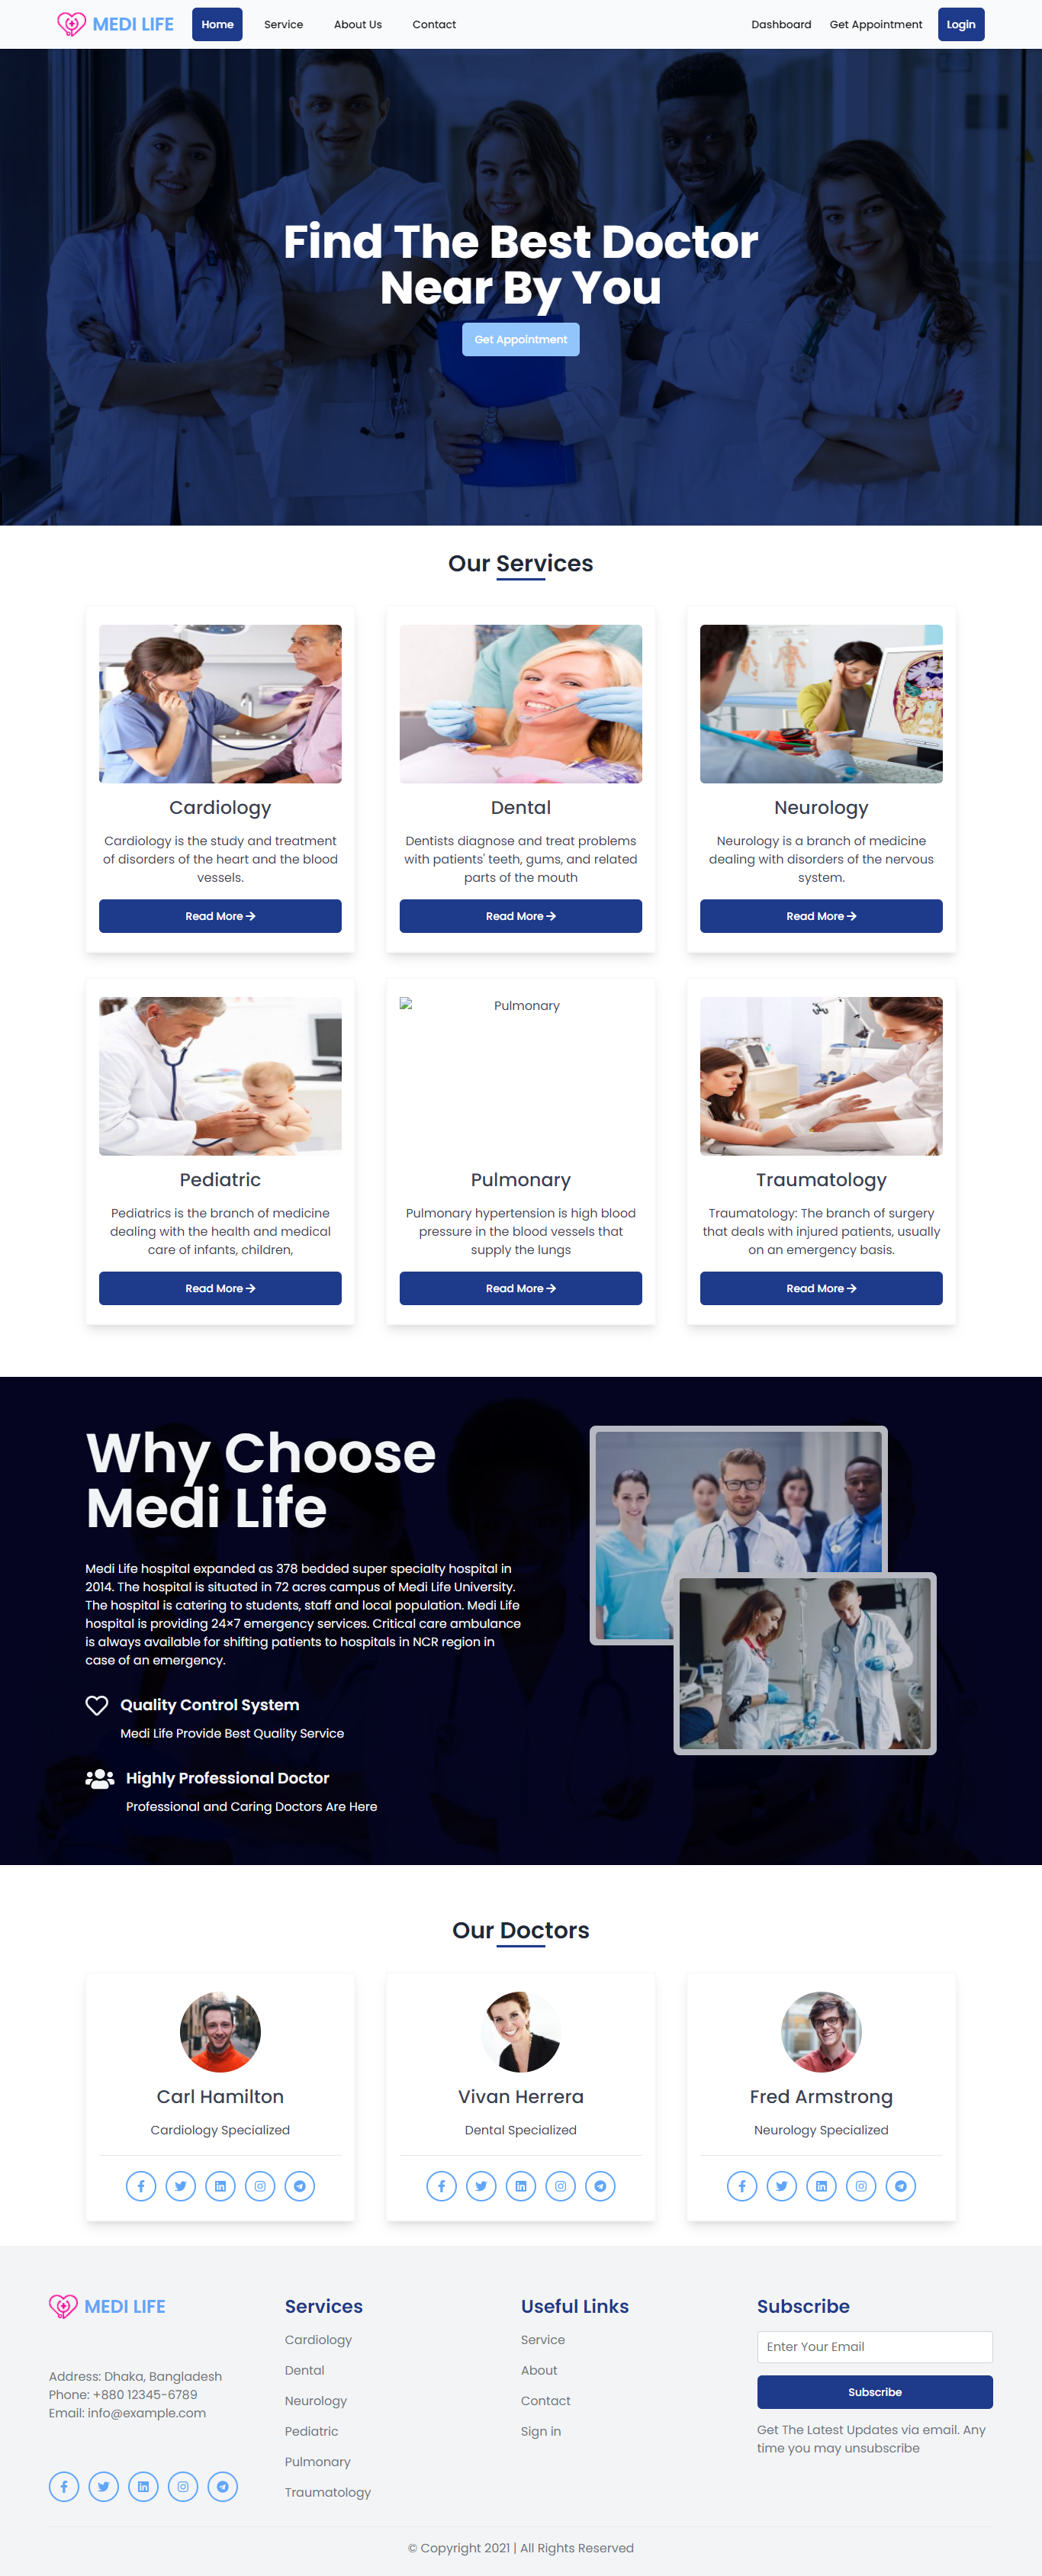 MEDI LIFE
Home
Service
About Us
Contact
Dashboard
Get Appointment
Login
Find The Best Doctor
Near By You
Get Appointment
Our Services
Cardiology
Cardiology is the study and treatment
of disorders of the heart and the blood
vessels.
Read More
Dental
Dentists diagnose and treat problems
with patients' teeth, gums, and related
parts of the mouth
Read More
Neurology
Neurology is a branch of medicine
dealing with disorders of the nervous
system.
Read More
Pediatric
Pediatrics is the branch of medicine
dealing with the health and medical
care of infants, children,
Read More
Pulmonary
Pulmonary
Pulmonary hypertension is high blood
pressure in the blood vessels that
supply the lungs
Read More
Traumatology
Traumatology: The branch of surgery
that deals with injured patients, usually
on an emergency basis.
Read More
Why Choose
Medi Life
Medi Life hospital expanded as 378 bedded super specialty hospital in
2014. The hospital is situated in 72 acres campus of Medi Life University.
The hospital is catering to students, staff and local population. Medi Life
hospital is providing 24×7 emergency services. Critical care ambulance
is always available for shifting patients to hospitals in NCR region in
case of an emergency.
Quality Control System
Medi Life Provide Best Quality Service
Highly Professional Doctor
Professional and Caring Doctors Are Here
Our Doctors
Carl Hamilton
Cardiology Specialized
Vivan Herrera
Dental Specialized
Fred Armstrong
Neurology Specialized
MEDI LIFE
Address: Dhaka, Bangladesh
Phone: +880 12345-6789
Email: info@example.com
Services
Cardiology
Dental
Neurology
Pediatric
Pulmonary
Traumatology
Useful Links
Service
About
Contact
Sign in
Subscribe
Enter Your Email
Subscribe
Get The Latest Updates via email. Any
time you may unsubscribe
© Copyright 2021 | All Rights Reserved